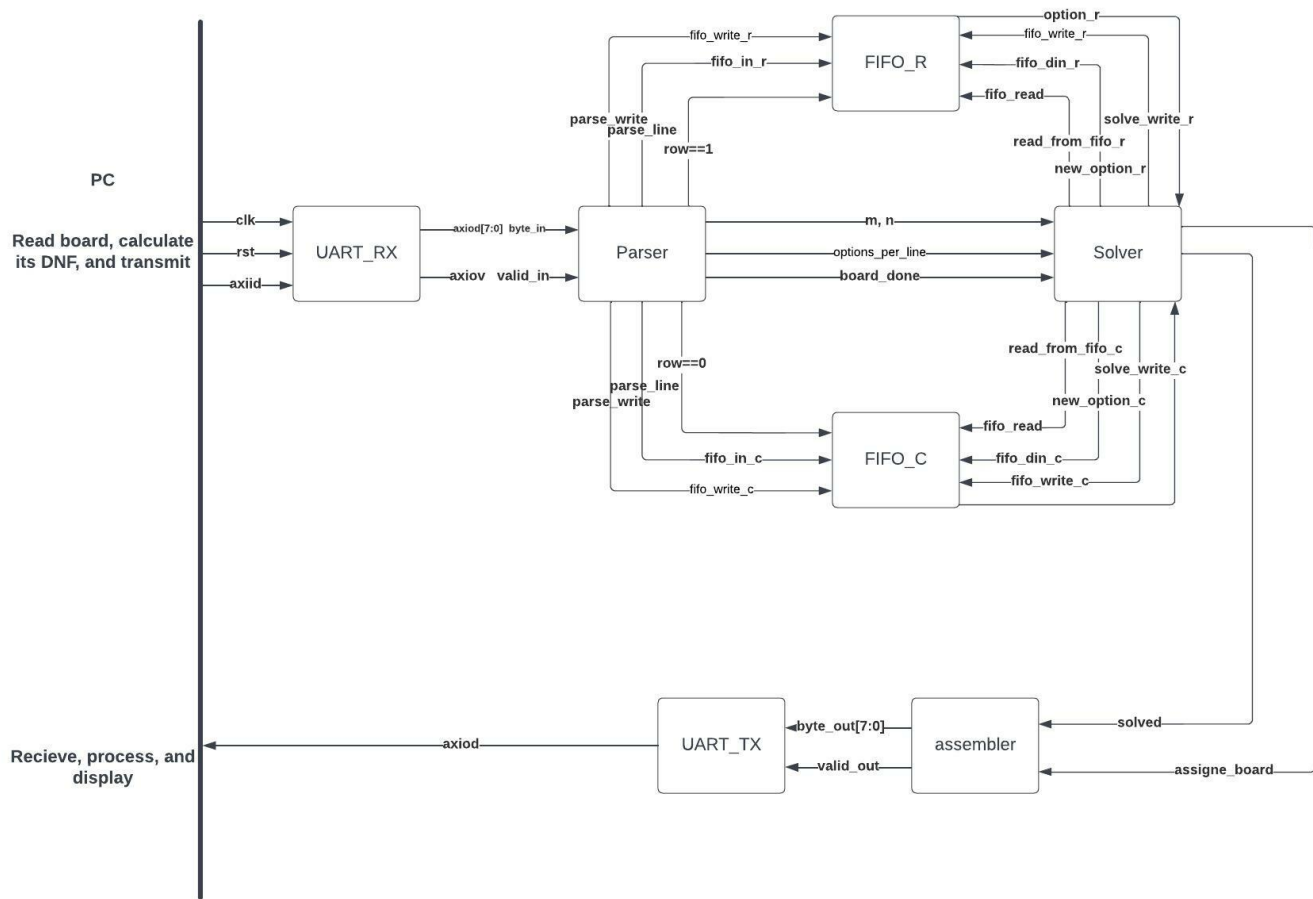 option_r
fifo_write_r
fifo_write_r
FIFO_R
fifo_in_r
fifo_din_r
fifo_read
parse_write
parse_line
solve_write_r
row==1
read_from_fifo_r
new_option_r
PC
clk
axiod[7:0] byte_in
m, n
Read board, calculate
its DNF, and transmit
rst
UART_RX
Parser
options_per_line
Solver
axiid
axiov valid_in
board_done
read_from_fifo_c
row==0
solve_write_c
parse_line
parse_write
new_option_c
fifo_read
fifo_in_c
FIFO_C
fifo_din_c
fifo_write_c
fifo_write_c
byte_out[7:0]
solved
axiod
UART_TX
assembler
Recieve, process, and
display
valid_out
assigne_board